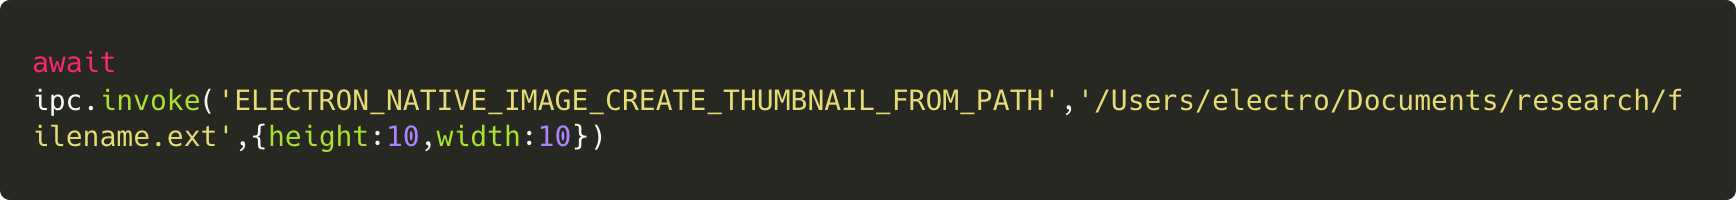 await
ipc.invoke('ELECTRON_NATIVE_IMAGE_CREATE_THUMBNAIL_FROM_PATH','/Users/electro/Documents/research/f
ilename.ext',{height:10,width:10})